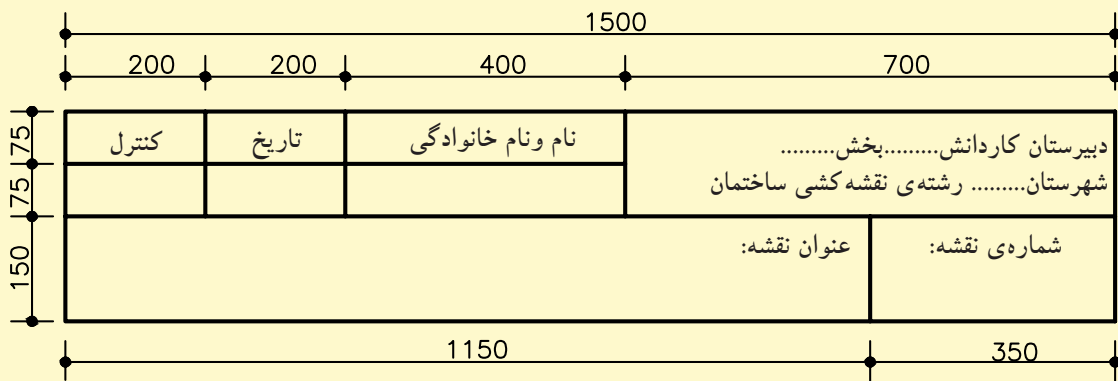 1500
200 200 400 700
75
75
150
دبیرستان کاردانش.........بخش.........
شهرستان......... رشته‌ی نقشه کشی ساختمان
نام ونام خانوادگی
تاریخ
کنترل
شماره‌ی نقشه:
عنوان نقشه:
1150 350